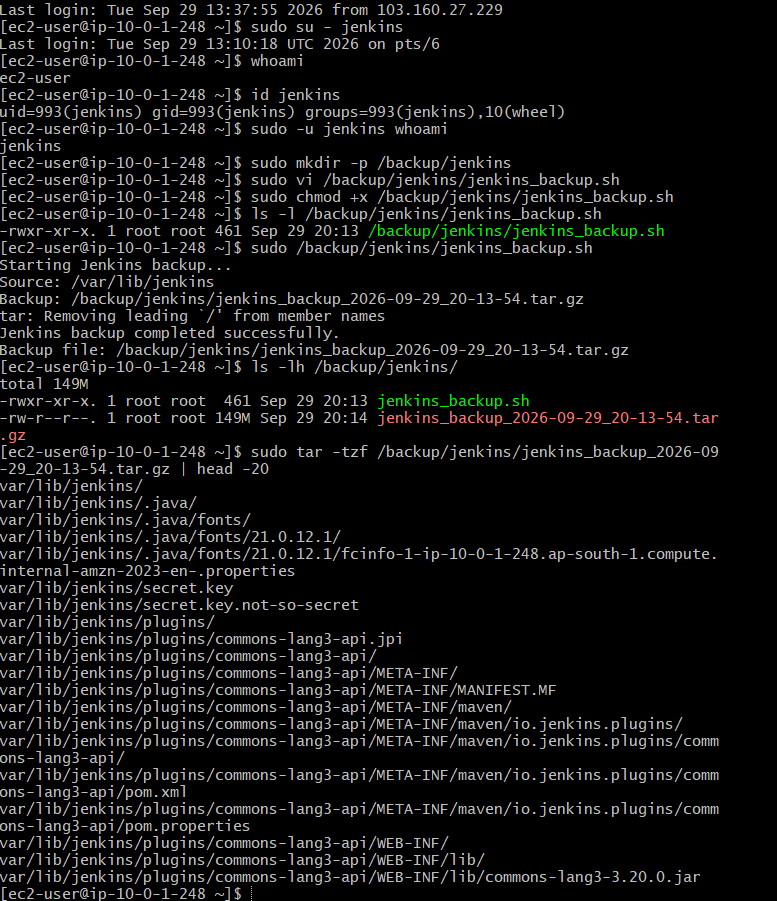 Last login: Tue Sep 29 13:37:55 2026 from 103.160.27.229
[ec2-user@ip-10-0-1-248 ~]$ sudo su - jenkins
Last login: Tue Sep 29 13:10:18 UTC 2026 on pts/6
[ec2-user@ip-10-0-1-248 ~]$ whoami
ec2-user
[ec2-user@ip-10-0-1-248 ~]$ id jenkins
uid=993(jenkins) gid=993(jenkins) groups=993(jenkins),10(wheel)
[ec2-user@ip-10-0-1-248 ~]$ sudo -u jenkins whoami
jenkins
[ec2-user@ip-10-0-1-248 ~]$ sudo mkdir -p /backup/jenkins
[ec2-user@ip-10-0-1-248 ~]$ sudo vi /backup/jenkins/jenkins_backup.sh
[ec2-user@ip-10-0-1-248 ~]$ sudo chmod +x /backup/jenkins/jenkins_backup.sh
[ec2-user@ip-10-0-1-248 ~]$ ls -l /backup/jenkins/jenkins_backup.sh
-rwxr-xr-x. 1 root root 461 Sep 29 20:13 /backup/jenkins/jenkins_backup.sh
[ec2-user@ip-10-0-1-248 ~]$ sudo /backup/jenkins/jenkins_backup.sh
Starting Jenkins backup...
Source: /var/lib/jenkins
Backup: /backup/jenkins/jenkins_backup_2026-09-29_20-13-54.tar.gz
tar: Removing leading `/' from member names
Jenkins backup completed successfully.
Backup file: /backup/jenkins/jenkins_backup_2026-09-29_20-13-54.tar.gz
[ec2-user@ip-10-0-1-248 ~]$ ls -lh /backup/jenkins/
total 149M
-rwxr-xr-x. 1 root root  461 Sep 29 20:13 jenkins_backup.sh
-rw-r--r--. 1 root root 149M Sep 29 20:14 jenkins_backup_2026-09-29_20-13-54.tar
.gz
[ec2-user@ip-10-0-1-248 ~]$ sudo tar -tzf /backup/jenkins/jenkins_backup_2026-09
-29_20-13-54.tar.gz | head -20
var/lib/jenkins/
var/lib/jenkins/.java/
var/lib/jenkins/.java/fonts/
var/lib/jenkins/.java/fonts/21.0.12.1/
var/lib/jenkins/.java/fonts/21.0.12.1/fcinfo-1-ip-10-0-1-248.ap-south-1.compute.
internal-amzn-2023-en-.properties
var/lib/jenkins/secret.key
var/lib/jenkins/secret.key.not-so-secret
var/lib/jenkins/plugins/
var/lib/jenkins/plugins/commons-lang3-api.jpi
var/lib/jenkins/plugins/commons-lang3-api/
var/lib/jenkins/plugins/commons-lang3-api/META-INF/
var/lib/jenkins/plugins/commons-lang3-api/META-INF/MANIFEST.MF
var/lib/jenkins/plugins/commons-lang3-api/META-INF/maven/
var/lib/jenkins/plugins/commons-lang3-api/META-INF/maven/io.jenkins.plugins/
var/lib/jenkins/plugins/commons-lang3-api/META-INF/maven/io.jenkins.plugins/comm
ons-lang3-api/
var/lib/jenkins/plugins/commons-lang3-api/META-INF/maven/io.jenkins.plugins/comm
ons-lang3-api/pom.xml
var/lib/jenkins/plugins/commons-lang3-api/META-INF/maven/io.jenkins.plugins/comm
ons-lang3-api/pom.properties
var/lib/jenkins/plugins/commons-lang3-api/WEB-INF/
var/lib/jenkins/plugins/commons-lang3-api/WEB-INF/lib/
var/lib/jenkins/plugins/commons-lang3-api/WEB-INF/lib/commons-lang3-3.20.0.jar
[ec2-user@ip-10-0-1-248 ~]$